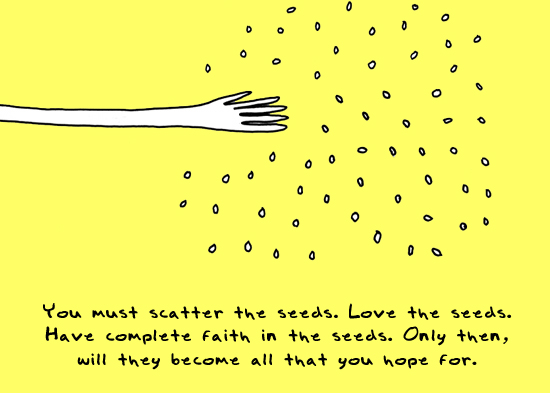 You must scatter the seeds. Love the seeds.
Have complete faith in the seeds. Only then,
will they become all that you hope for.